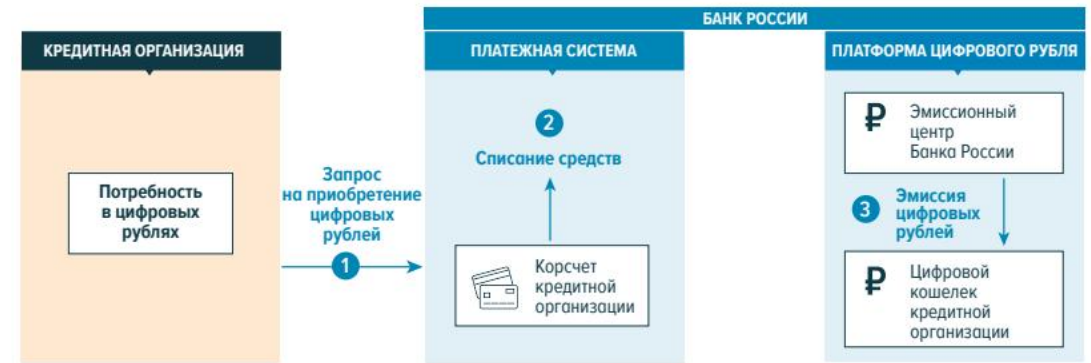 БАНК РОССИИ
КРЕДИТНАЯ ОРГАНИЗАЦИЯ
ПЛАТЕЖНАЯ СИСТЕМА
ПЛАТФОРМА ЦИФРОВОГО РУБЛЯ
Потребность
в цифровых
рублях
Запрос
на приобретение
цифровых
рублей
1
2
Списание средств
Корсчет
кредитной
организации
₽
Эмиссионный
центр
Банка России
3
Эмиссия
цифровых
рублей
₽
Цифровой
кошелек
кредитной
организации